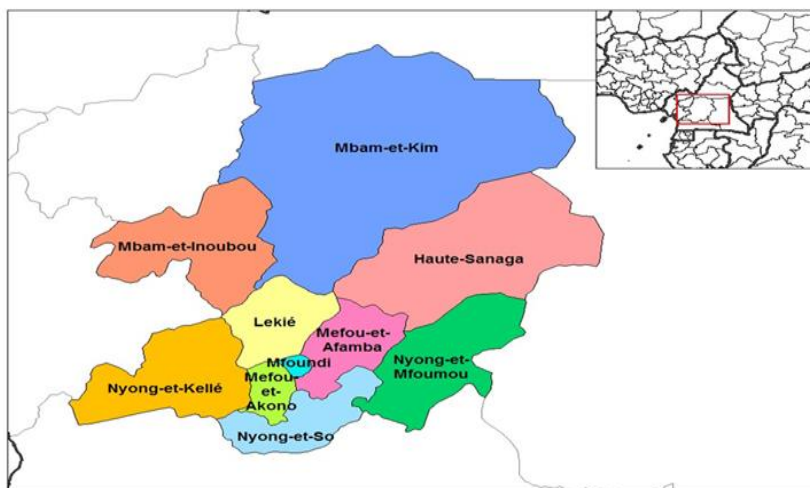 Mbam-et-Kim
Mbam-et-Inoubou
Haute-Sanaga
Lekié
Mefou-et-
Afamba
Nyong-et-
Mfoumou
Mfoundi
Mefou-
et-
Akono
Nyong-et-Kellé
Nyong-et-So